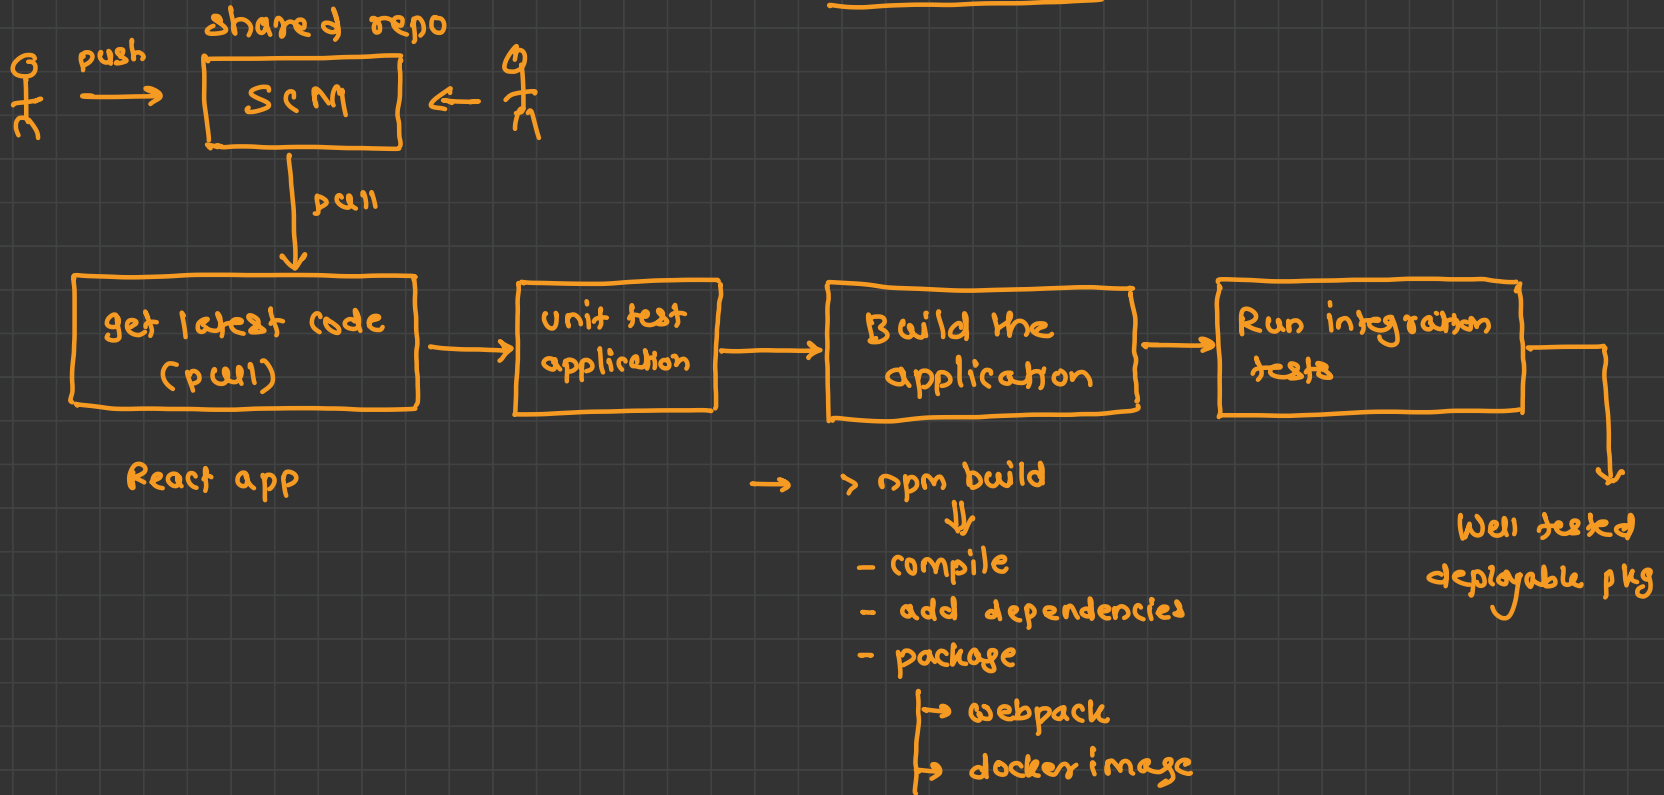 shared repo
push
SCM
pull
get latest code
(pull)
unit test
application
Build the
application
Run integration
tests
React app
> npm build
- compile
- add dependencies
- package
webpack
docker image
Well tested
deployable pkg